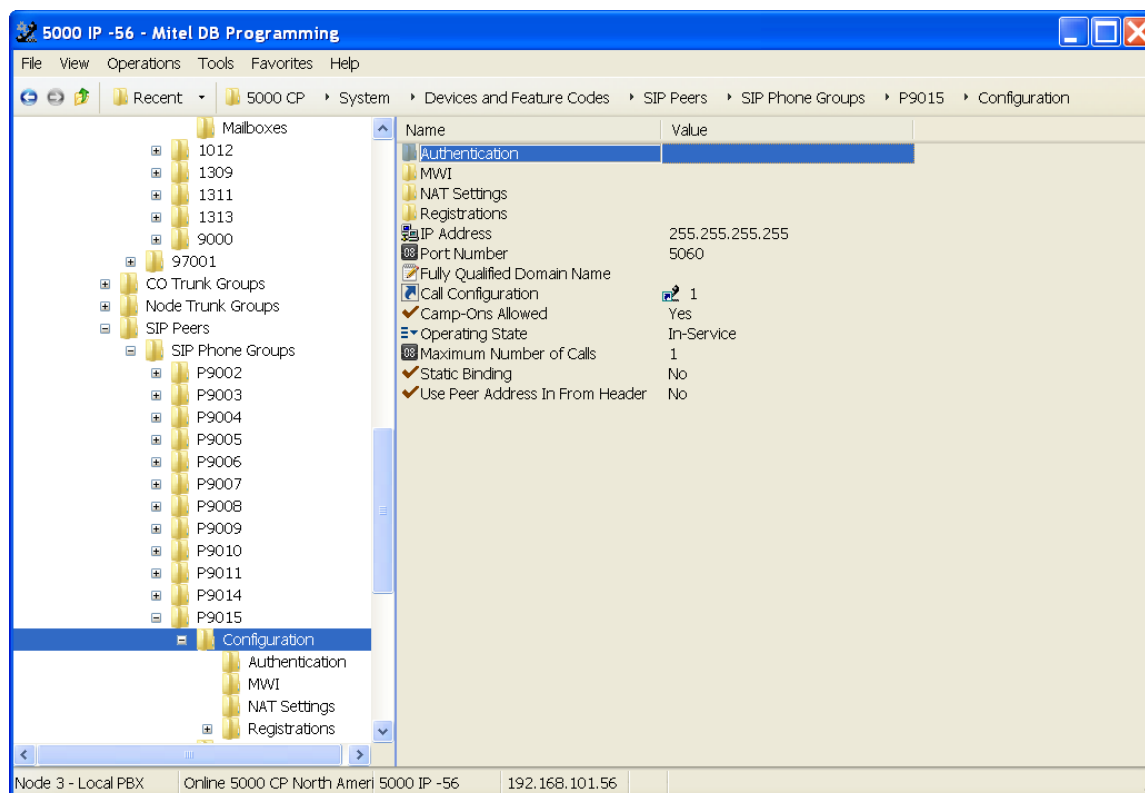 5000 IP -56 - Mitel DB Programming
File View Operations Tools Favorites Help
Recent 5000 CP System Devices and Feature Codes SIP Peers SIP Phone Groups P9015 Configuration
Mailboxes
1012
1309
1311
1313
9000
97001
CO Trunk Groups
Node Trunk Groups
SIP Peers
SIP Phone Groups
P9002
P9003
P9004
P9005
P9006
P9007
P9008
P9009
P9010
P9011
P9014
P9015
Configuration
Authentication
MWI
NAT Settings
Registrations
Name Value
Authentication
MWI
NAT Settings
Registrations
IP Address 255.255.255.255
Port Number 5060
Fully Qualified Domain Name
Call Configuration 1
Camp-Ons Allowed Yes
Operating State In-Service
Maximum Number of Calls 1
Static Binding No
Use Peer Address In From Header No
Node 3 - Local PBX Online 5000 CP North Ameri 5000 IP -56 192.168.101.56